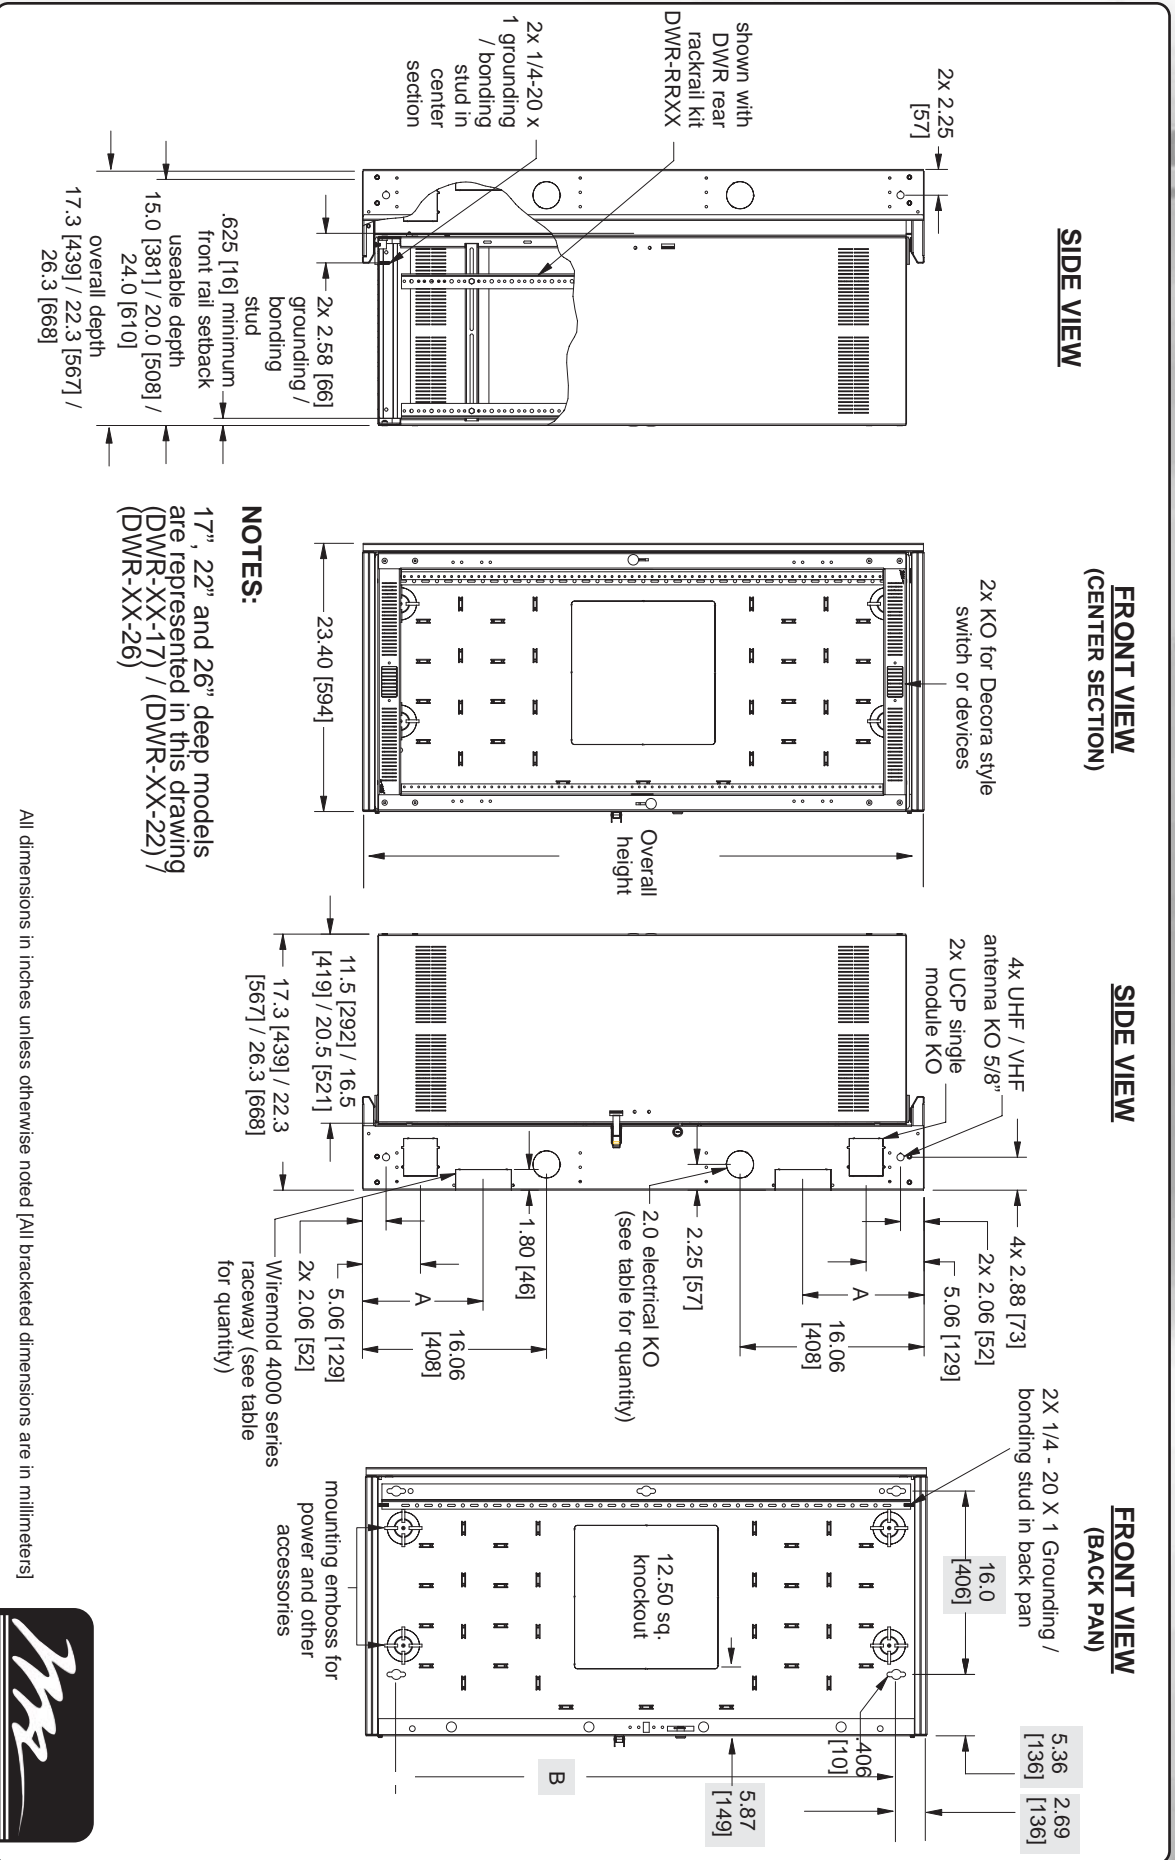 SIDE VIEW
2x 2.25
[57]
shown with
DWR rear
rackrail kit
DWR-RRXX
2x 1/4-20 x
1 grounding
/ bonding
stud in
center
section
2x 2.58 [66]
grounding /
bonding
stud
.625 [16] minimum
front rail setback
useable depth
15.0 [381] / 20.0 [508] /
24.0 [610]
overall depth
17.3 [439] / 22.3 [567] /
26.3 [668]
FRONT VIEW
(CENTER SECTION)
2x KO for Decora style
switch or devices
23.40 [594]
Overall
height
NOTES:
17”, 22” and 26” deep models
are represented in this drawing
(DWR-XX-17) / (DWR-XX-22) /
(DWR-XX-26)
SIDE VIEW
4x UHF / VHF
antenna KO 5/8”
2x UCP single
module KO
4x 2.88 [73]
2x 2.06 [52]
5.06 [129]
A
16.06
[408]
2.25 [57]
2.0 electrical KO
(see table for quantity)
1.80 [46]
16.06
[408]
A
5.06 [129]
2x 2.06 [52]
Wiremold 4000 series
raceway (see table
for quantity)
11.5 [292] / 16.5
[419] / 20.5 [521]
17.3 [439] / 22.3
[567] / 26.3 [668]
FRONT VIEW
(BACK PAN)
2X 1/4 - 20 X 1 Grounding /
bonding stud in back pan
16.0
[406]
5.36
[136]
2.69
[136]
.406
[10]
12.50 sq.
knockout
B
5.87
[149]
mounting emboss for
power and other
accessories
All dimensions in inches unless otherwise noted [All bracketed dimensions are in millimeters]